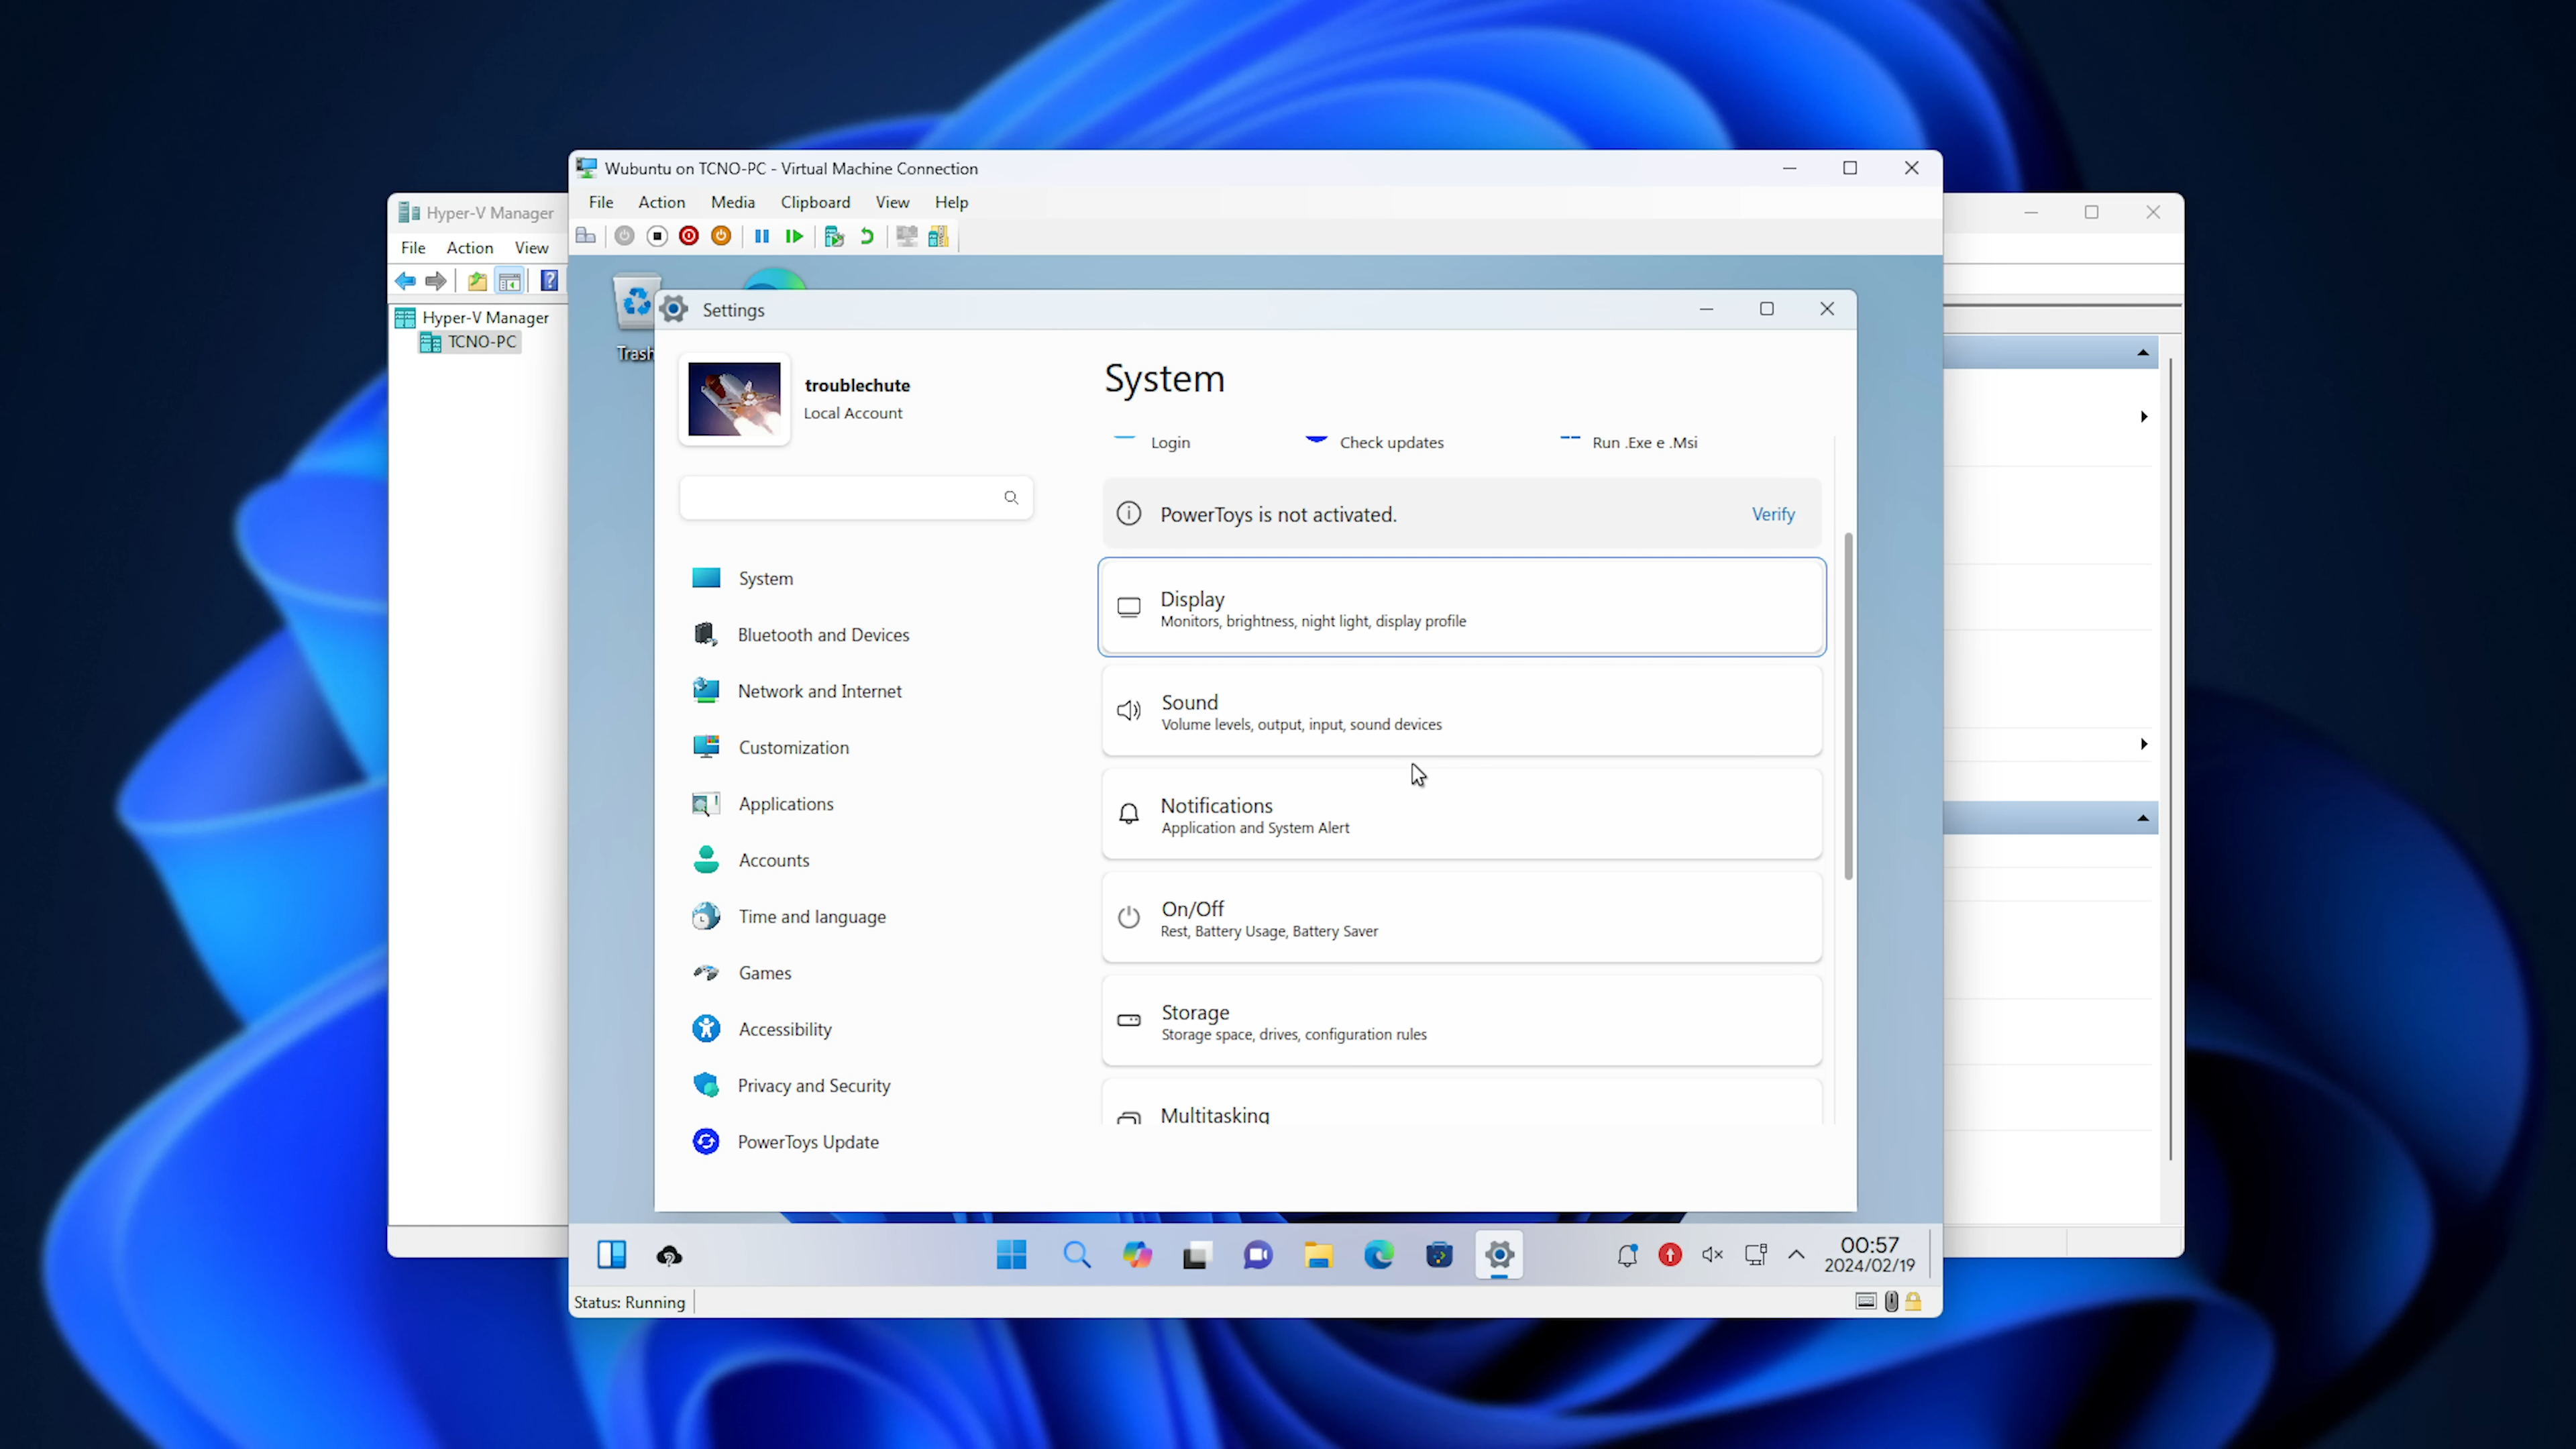 Wubuntu on TCNO-PC - Virtual Machine Connection
File Action Media Clipboard View Help
Hyper-V Manager
File Action View
Hyper-V Manager
TCNO-PC
Trash
Settings
troublechute
Local Account
System
Bluetooth and Devices
Network and Internet
Customization
Applications
Accounts
Time and language
Games
Accessibility
Privacy and Security
PowerToys Update
System
Login Check updates Run .Exe e .Msi
PowerToys is not activated. Verify
Display
Monitors, brightness, night light, display profile
Sound
Volume levels, output, input, sound devices
Notifications
Application and System Alert
On/Off
Rest, Battery Usage, Battery Saver
Storage
Storage space, drives, configuration rules
Multitasking
00:57
2024/02/19
Status: Running